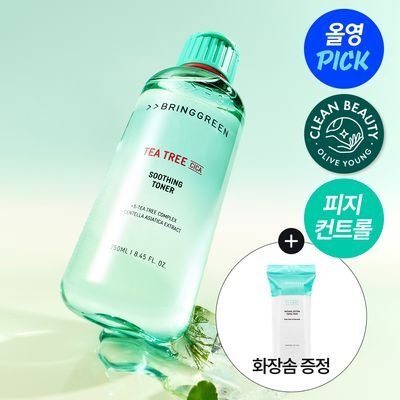 올영
PICK
CLEAN BEAUTY
OLIVE YOUNG
피지
컨트롤
>>BRINGGREEN
TEA TREE CICA
SOOTHING
TONER
+5-TEA TREE COMPLEX
+CENTELLA ASIATICA EXTRACT
250ML | 8.45 FL. OZ.
+
화장솜 증정